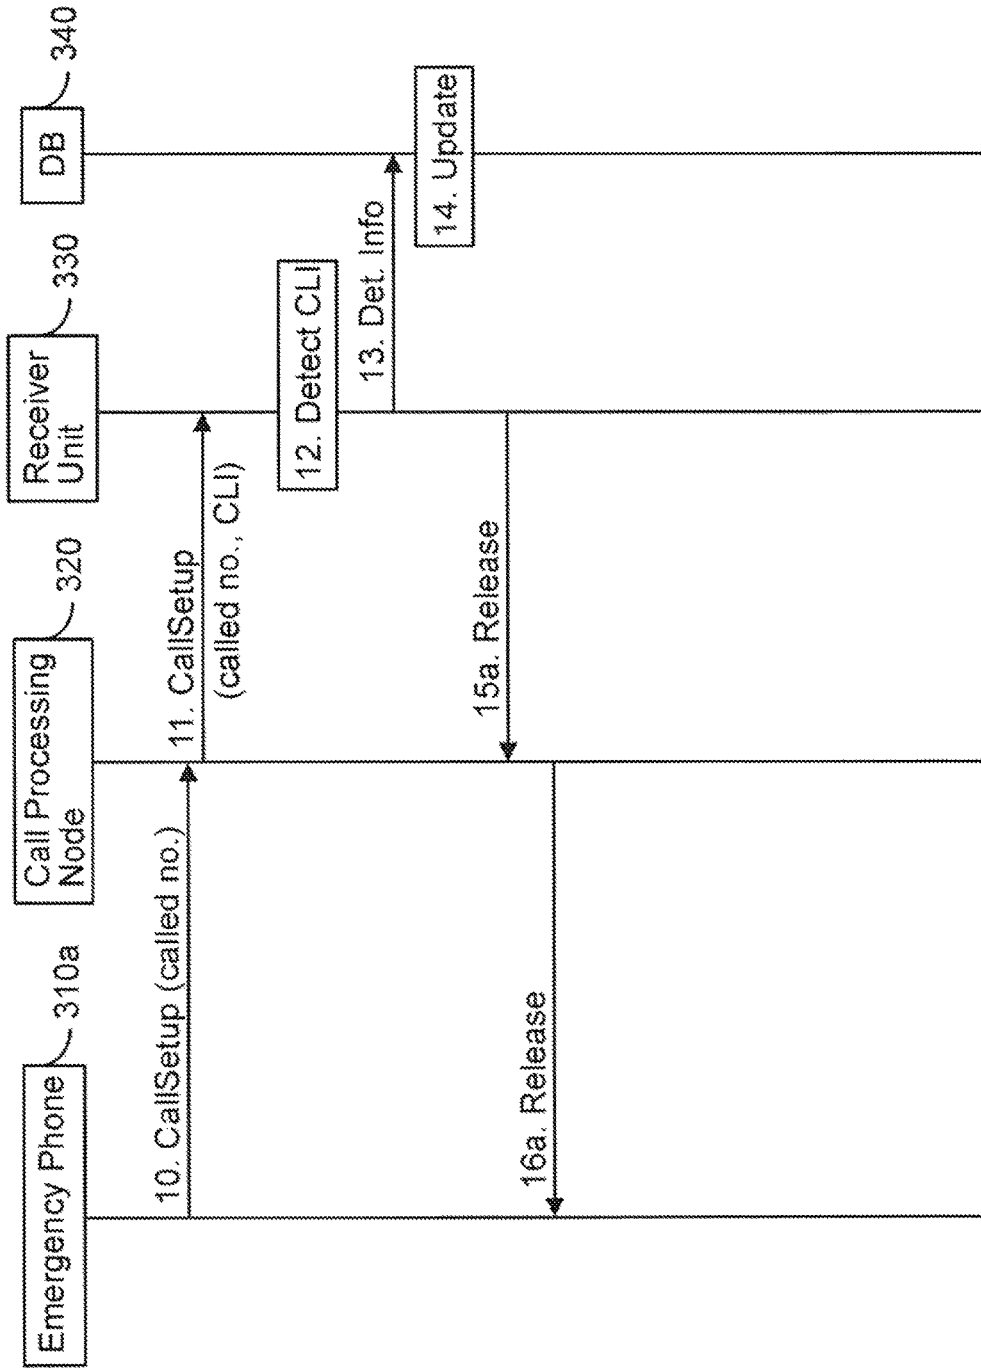 Emergency Phone
310a
Call Processing
Node
320
Receiver
Unit
330
DB
340
10. CallSetup (called no.)
11. CallSetup
(called no., CLI)
12. Detect CLI
13. Det. Info
14. Update
15a. Release
16a. Release